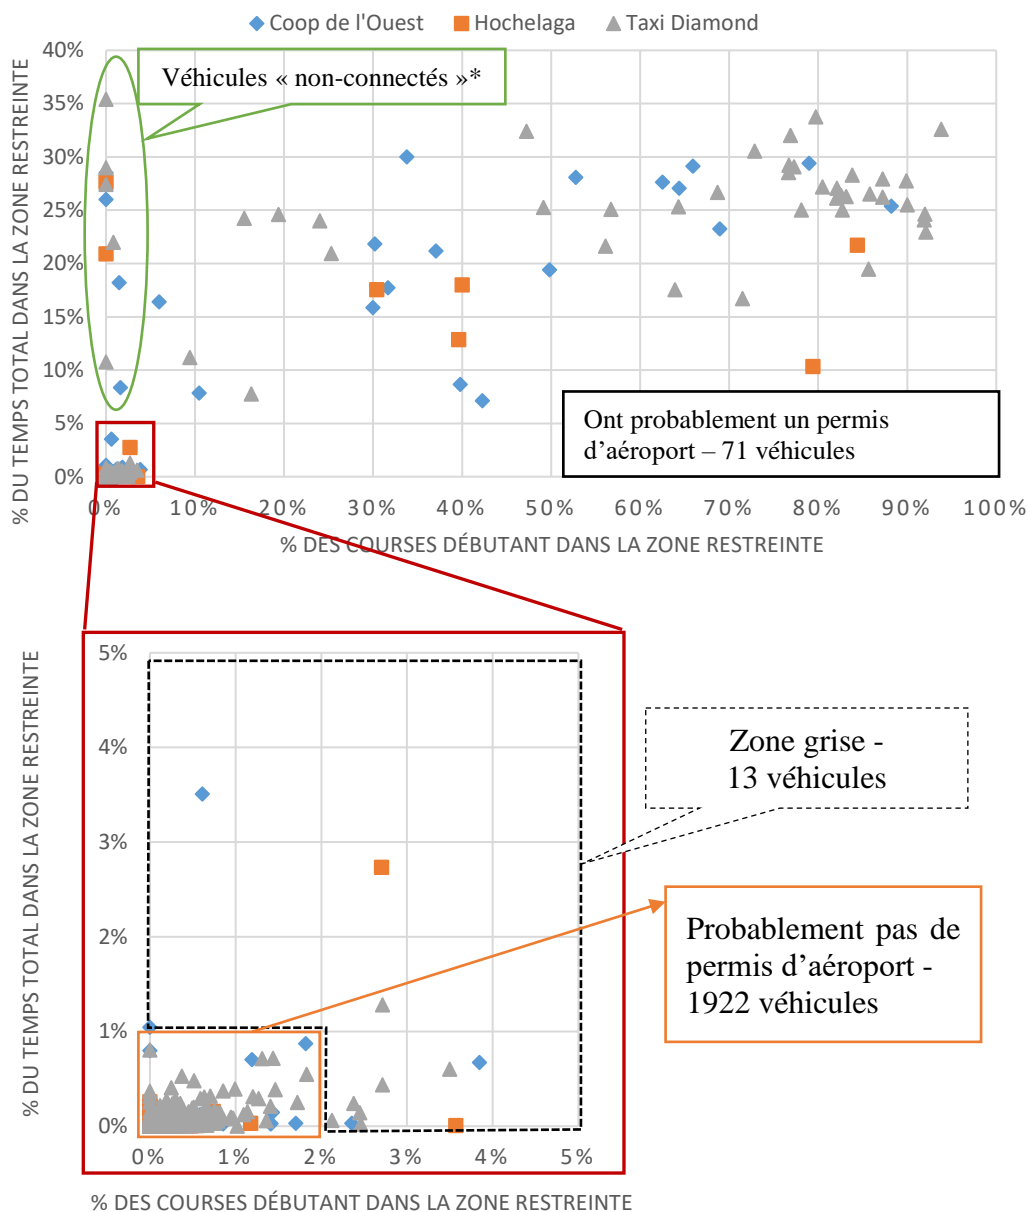 Coop de l'Ouest Hochelaga Taxi Diamond
% DU TEMPS TOTAL DANS LA ZONE RESTREINTE
40%
35%
30%
25%
20%
15%
10%
5%
0%
Véhicules « non-connectés »*
Ont probablement un permis
d’aéroport – 71 véhicules
0% 10% 20% 30% 40% 50% 60% 70% 80% 90% 100%
% DES COURSES DÉBUTANT DANS LA ZONE RESTREINTE
% DU TEMPS TOTAL DANS LA ZONE RESTREINTE
5%
4%
3%
2%
1%
0%
Zone grise -
13 véhicules
Probablement pas de
permis d’aéroport -
1922 véhicules
0% 1% 2% 3% 4% 5%
% DES COURSES DÉBUTANT DANS LA ZONE RESTREINTE